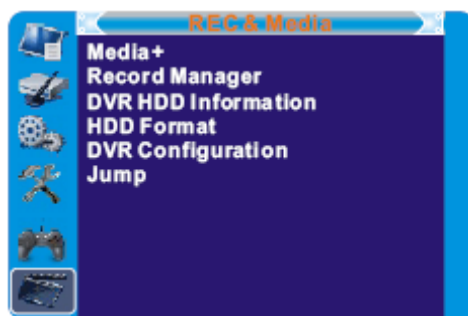 REC & Media
Media+
Record Manager
DVR HDD Information
HDD Format
DVR Configuration
Jump